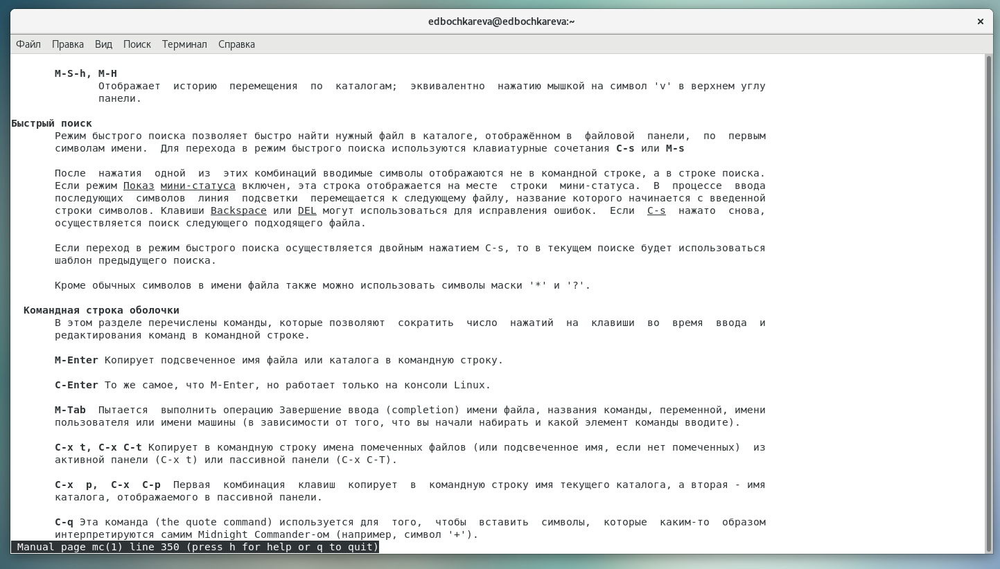 edbochkareva@edbochkareva:~ ×
Файл Правка Вид Поиск Терминал Справка
M-S-h, M-H
Отображает историю перемещения по каталогам; эквивалентно нажатию мышкой на символ 'v' в верхнем углу
панели.
Быстрый поиск
Режим быстрого поиска позволяет быстро найти нужный файл в каталоге, отображённом в файловой панели, по первым
символам имени. Для перехода в режим быстрого поиска используются клавиатурные сочетания C-s или M-s
После нажатия одной из этих комбинаций вводимые символы отображаются не в командной строке, а в строке поиска.
Если режим Показ мини-статуса включен, эта строка отображается на месте строки мини-статуса. В процессе ввода
последующих символов линия подсветки перемещается к следующему файлу, название которого начинается с введенной
строки символов. Клавиши Backspace или DEL могут использоваться для исправления ошибок. Если C-s нажато снова,
осуществляется поиск следующего подходящего файла.
Если переход в режим быстрого поиска осуществляется двойным нажатием C-s, то в текущем поиске будет использоваться
шаблон предыдущего поиска.
Кроме обычных символов в имени файла также можно использовать символы маски '*' и '?'.
Командная строка оболочки
В этом разделе перечислены команды, которые позволяют сократить число нажатий на клавиши во время ввода и
редактирования команд в командной строке.
M-Enter Копирует подсвеченное имя файла или каталога в командную строку.
C-Enter То же самое, что M-Enter, но работает только на консоли Linux.
M-Tab Пытается выполнить операцию Завершение ввода (completion) имени файла, названия команды, переменной, имени
пользователя или имени машины (в зависимости от того, что вы начали набирать и какой элемент команды вводите).
C-x t, C-x C-t Копирует в командную строку имена помеченных файлов (или подсвеченное имя, если нет помеченных) из
активной панели (C-x t) или пассивной панели (C-x C-T).
C-x p, C-x C-p Первая комбинация клавиш копирует в командную строку имя текущего каталога, а вторая - имя
каталога, отображаемого в пассивной панели.
C-q Эта команда (the quote command) используется для того, чтобы вставить символы, которые каким-то образом
интерпретируются самим Midnight Commander-ом (например, символ '+').
Manual page mc(1) line 350 (press h for help or q to quit)